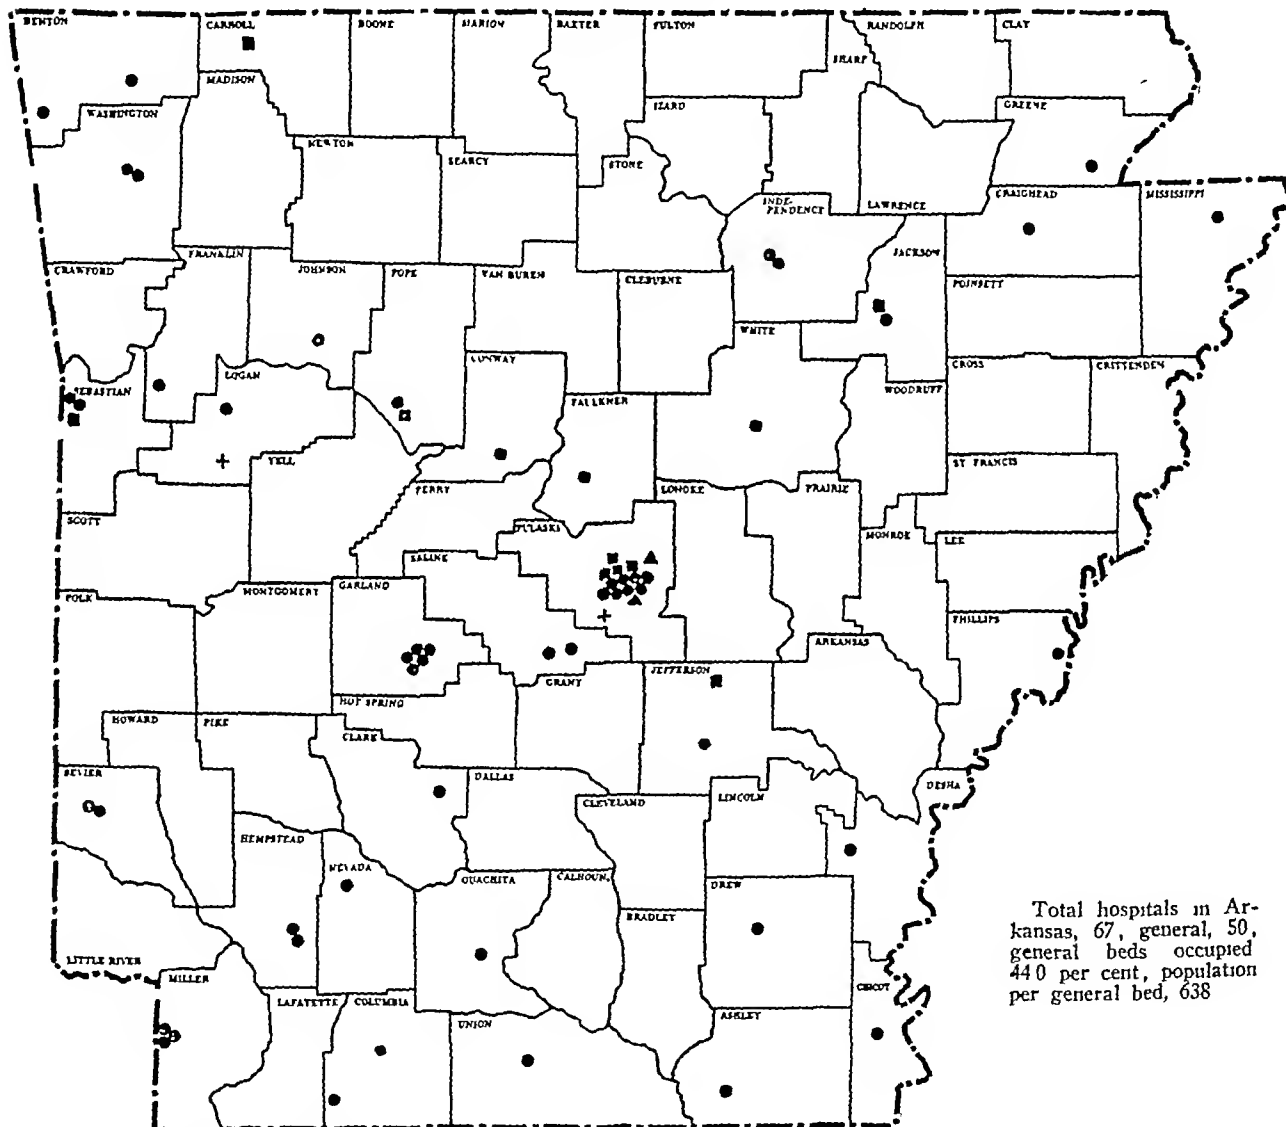 BENTON
CARROLL
BOONE
MARION
BAXTER
FULTON
RANDOLPH
CLAY
SHARP
MADISON
WASHINGTON
IZARD
GREENE
NEWTON
SEARCY
STONE
INDE-
PENDENCE
LAWRENCE
CRAIGHEAD
MISSISSIPPI
CRAWFORD
FRANKLIN
JOHNSON
POPE
VAN BUREN
CLEBURNE
JACKSON
POINSETT
WHITE
SEBASTIAN
LOGAN
CONWAY
FAULKNER
WOODRUFF
CROSS
CRITTENDEN
YELL
PERRY
LONOKE
PRAIRIE
ST FRANCIS
SCOTT
PULASKI
SALINE
MONROE
LEE
POLK
MONTGOMERY
GARLAND
PHILLIPS
ARKANSAS
GRANT
JEFFERSON
HOT SPRING
HOWARD
PIKE
CLARK
SEVIER
DALLAS
CLEVELAND
LINCOLN
DESHA
HEMPSTEAD
NEVADA
OUACHITA
CALHOUN
DREW
BRADLEY
LITTLE RIVER
MILLER
LAFAYETTE
COLUMBIA
UNION
ASHLEY
CHICOT
Total hospitals in Ar-
kansas, 67, general, 50,
general beds occupied
44 0 per cent, population
per general bed, 638